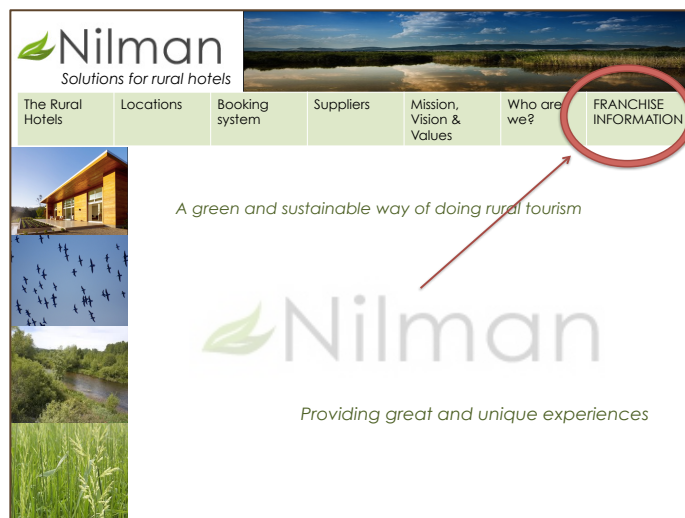 Nilman
Solutions for rural hotels
The Rural
Hotels
Locations
Booking
system
Suppliers
Mission,
Vision &
Values
Who are
we?
FRANCHISE
INFORMATION
A green and sustainable way of doing rural tourism
Nilman
Providing great and unique experiences